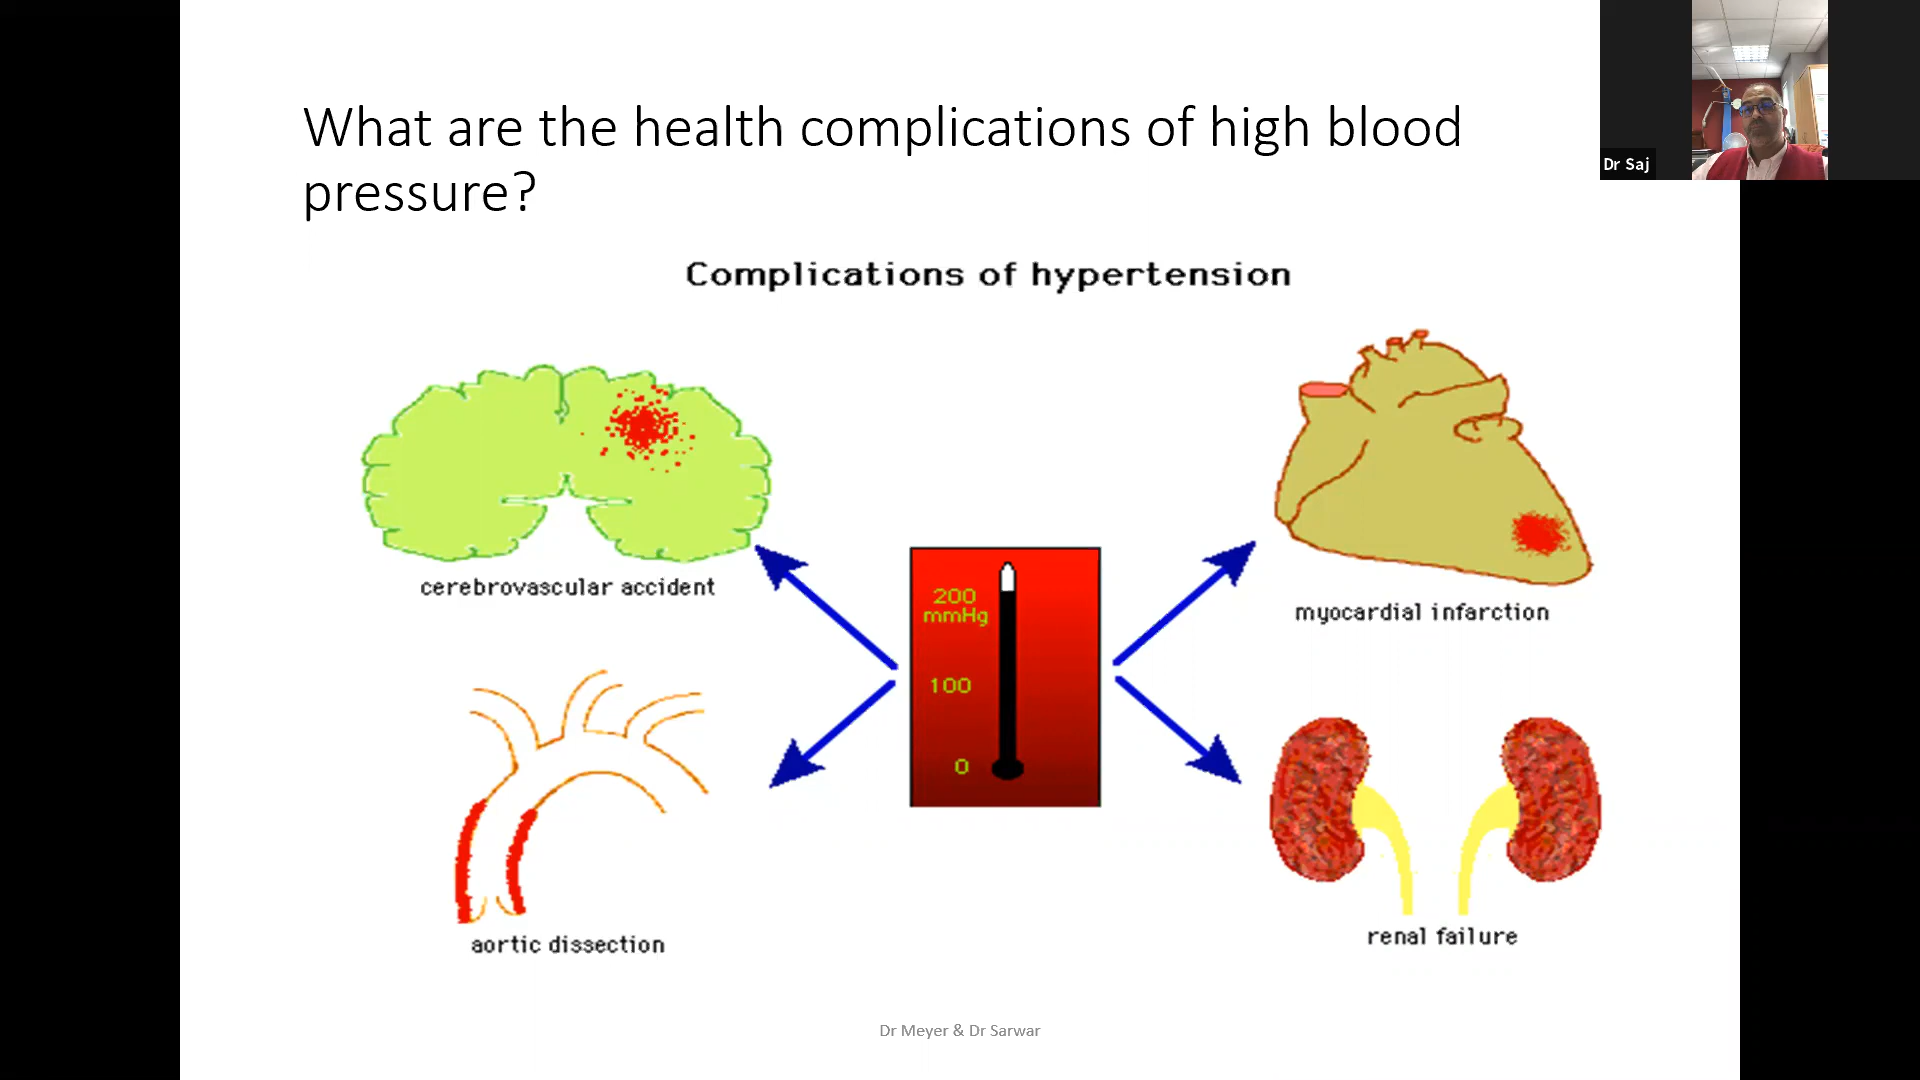 What are the health complications of high blood
pressure?
Dr Saj
Complications of hypertension
cerebrovascular accident
myocardial infarction
200
mmHg
100
0
aortic dissection
renal failure
Dr Meyer & Dr Sarwar